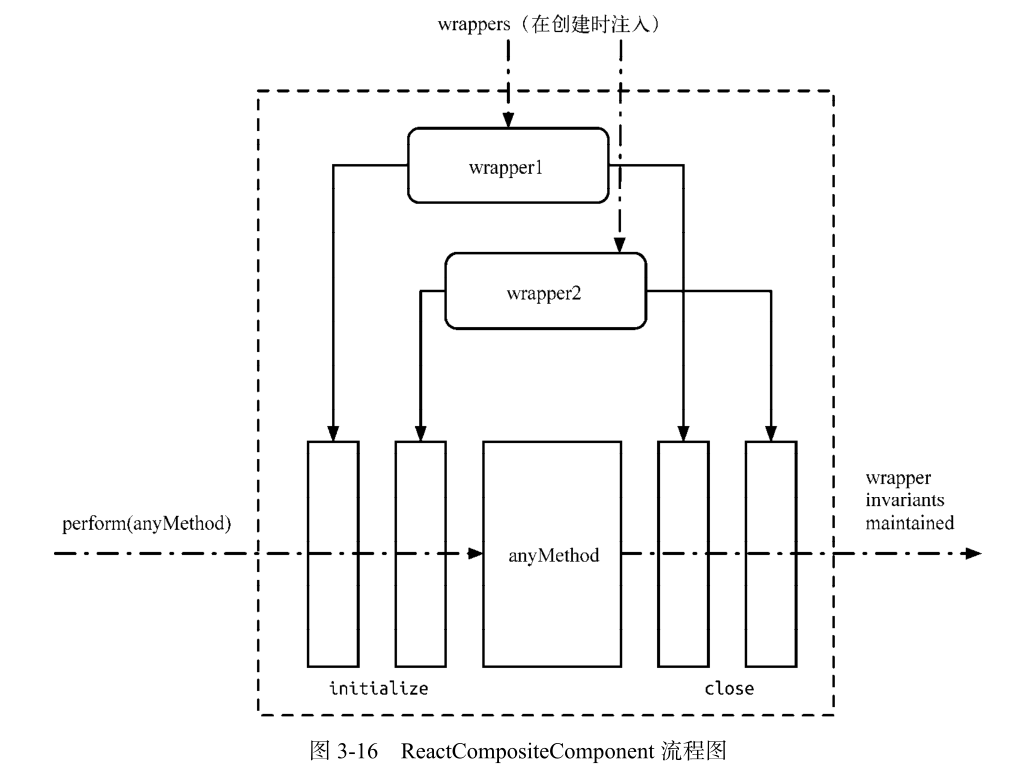 wrappers（在创建时注入）
wrapper1
wrapper2
wrapper
invariants
maintained
perform(anyMethod)
anyMethod
initialize
close
图 3-16 ReactCompositeComponent 流程图